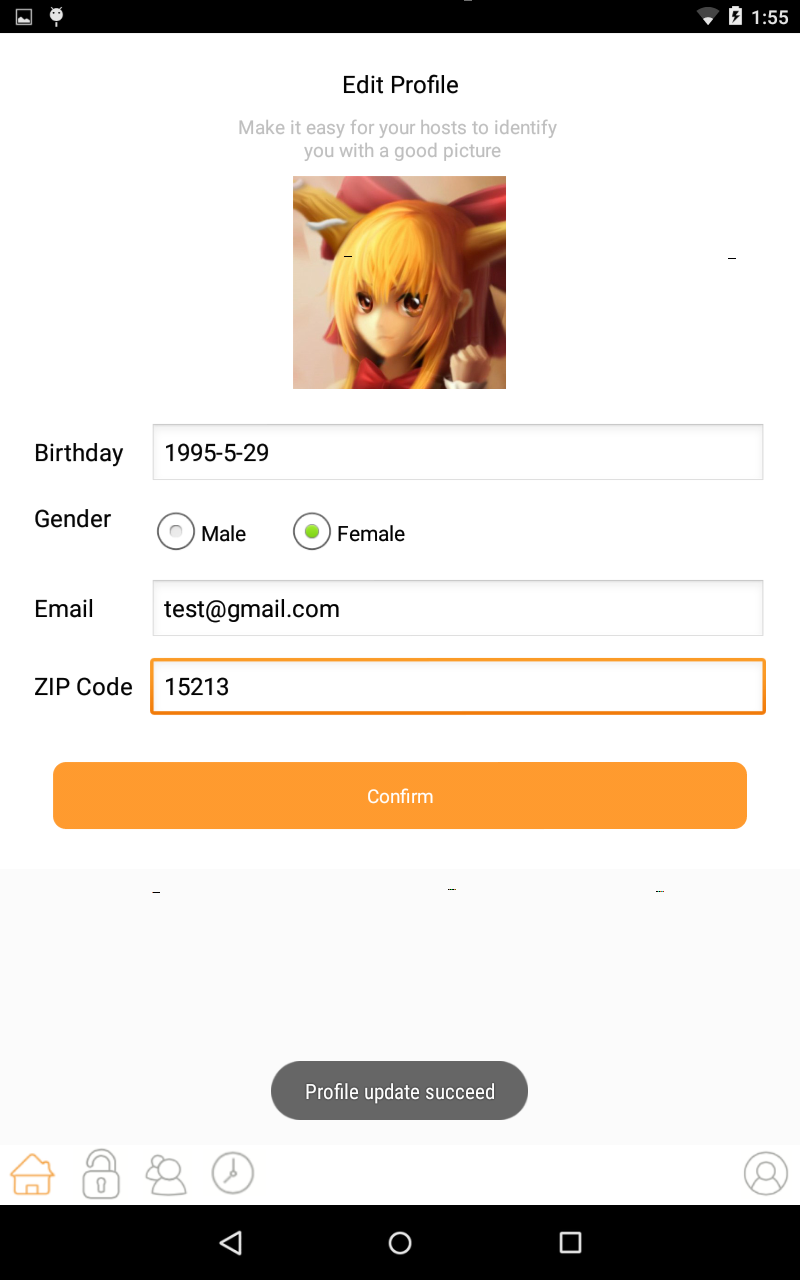 1:55
Edit Profile
Make it easy for your hosts to identify
you with a good picture
Birthday
1995-5-29
Gender
Male
Female
Email
test@gmail.com
ZIP Code
15213
Confirm
Profile update succeed